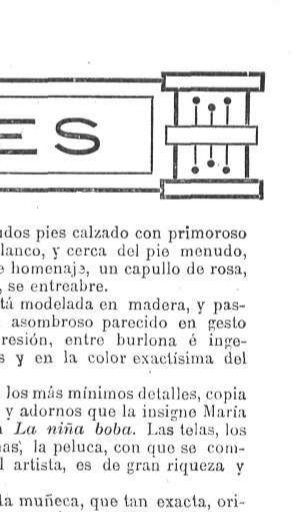 ES
udos pies calzado con primoroso
lanco, y cerca del pie menudo,
e homenaje, un capullo de rosa,
, se entreabre.
tá modelada en madera, y pas-
asombroso parecido en gesto
resión, entre burlona é inge-
s y en la color exactísima del
los más mínimos detalles, copia
y adornos que la insigne María
La niña boba. Las telas, los
nas, la peluca, con que se com-
l artista, es de gran riqueza y
la muñeca, que tan exacta, ori-